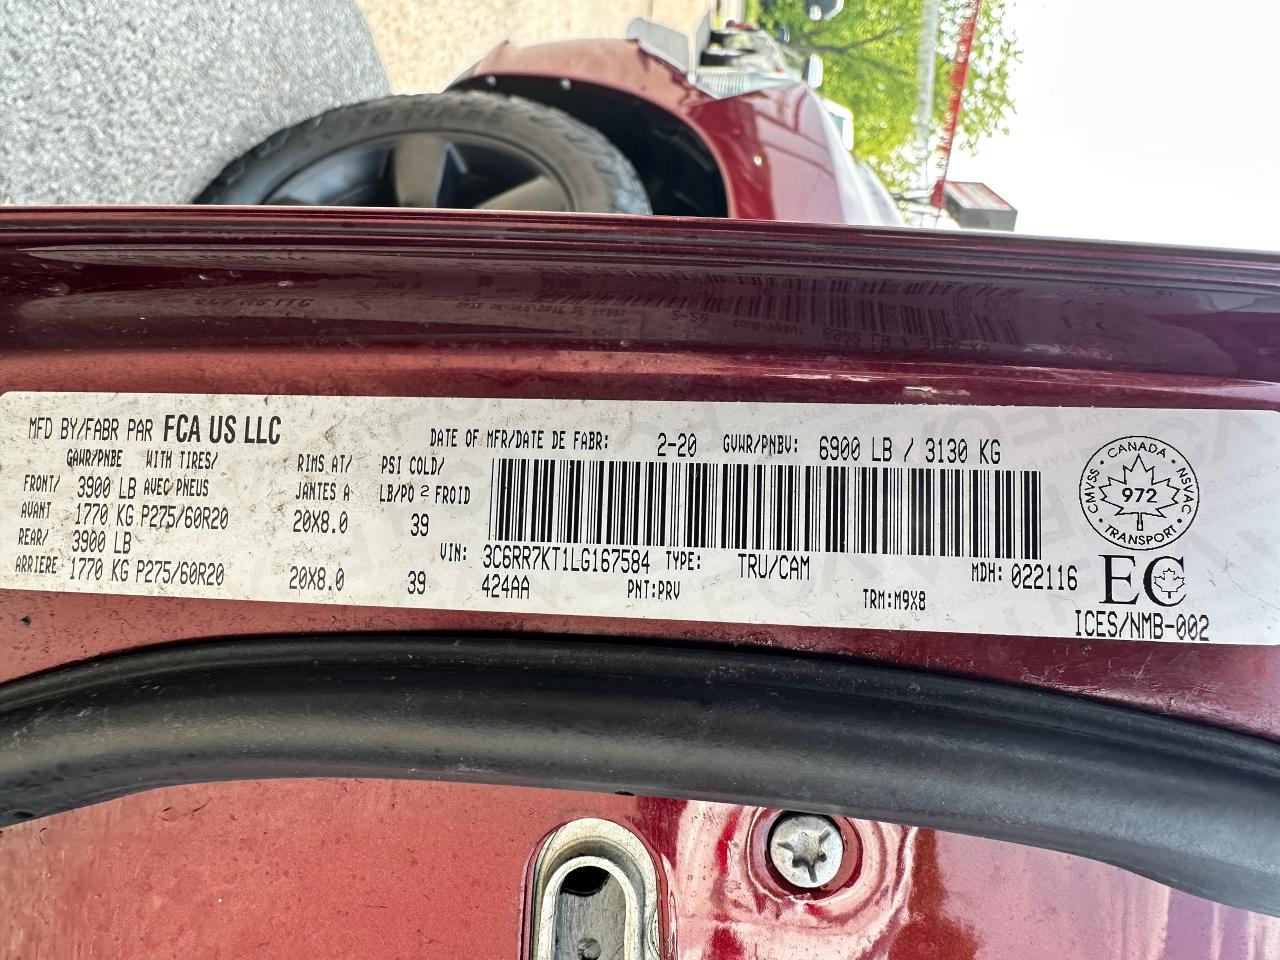 MFD BY/FABR PAR FCA US LLC
DATE OF MFR/DATE DE FABR: 2-20 GVWR/PNBV: 6900 LB / 3130 KG
GAWR/PNBE WITH TIRES/ RIMS AT/ PSI COLD/
FRONT/ 3900 LB AVEC PNEUS JANTES A LB/PO 2 FROID
AVANT 1770 KG P275/60R20 20X8.0 39
REAR/ 3900 LB
ARRIERE 1770 KG P275/60R20 20X8.0 39
VIN: 3C6RR7KT1LG167584 TYPE: TRU/CAM MDH: 022116
424AA PNT:PRV TRM:M9X8
CANADA
CMVSS 972 NSVAC
TRANSPORT
EC
ICES/NMB-002